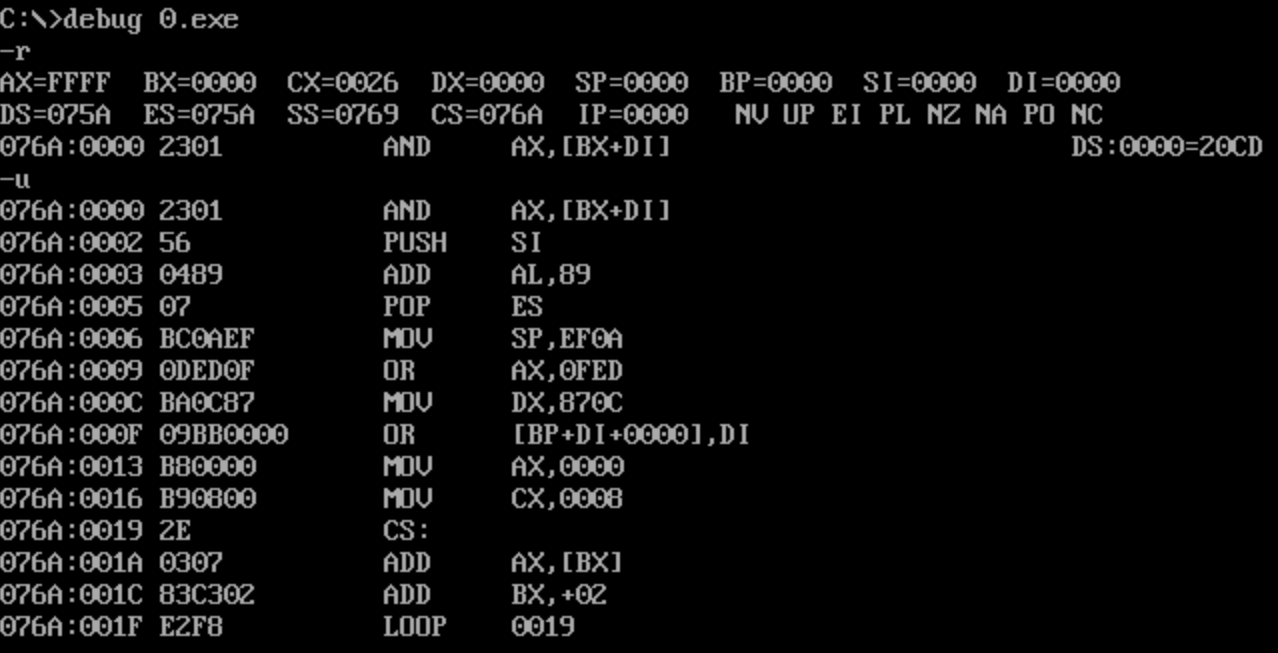 C:\>debug 0.exe
-r
AX=FFFF  BX=0000  CX=0026  DX=0000  SP=0000  BP=0000  SI=0000  DI=0000
DS=075A  ES=075A  SS=0769  CS=076A  IP=0000   NV UP EI PL NZ NA PO NC
076A:0000 2301          AND     AX,[BX+DI]                         DS:0000=20CD
-u
076A:0000 2301          AND     AX,[BX+DI]
076A:0002 56            PUSH    SI
076A:0003 0489          ADD     AL,89
076A:0005 07            POP     ES
076A:0006 BC0AEF        MOV     SP,EF0A
076A:0009 0DED0F        OR      AX,0FED
076A:000C BA0C87        MOV     DX,870C
076A:000F 09BB0000      OR      [BP+DI+0000],DI
076A:0013 B80000        MOV     AX,0000
076A:0016 B90800        MOV     CX,0008
076A:0019 2E            CS:
076A:001A 0307          ADD     AX,[BX]
076A:001C 83C302        ADD     BX,+02
076A:001F E2F8          LOOP    0019